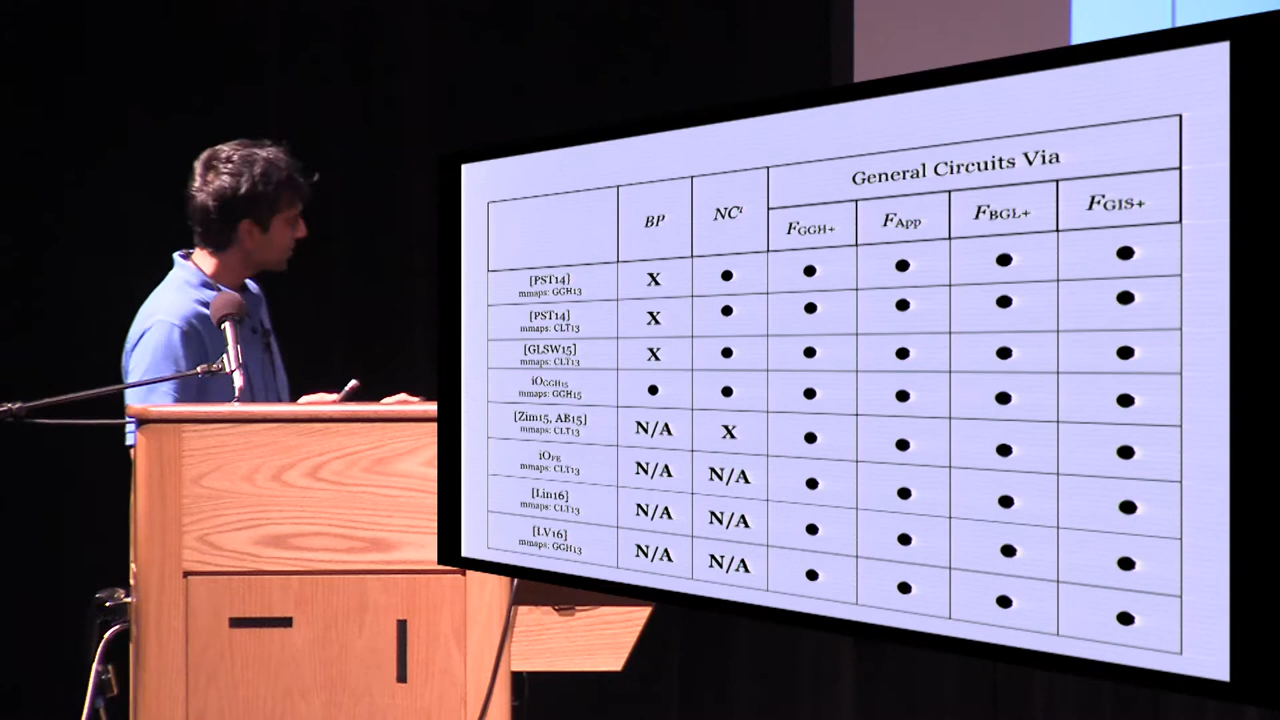 General Circuits Via
BP NC¹ FGGH+ FApp FBGL+ FGIS+
[PST14] X ● ● ● ● ●
mmaps: GGH13
[PST14] X ● ● ● ● ●
mmaps: CLT13
[GLSW15] X ● ● ● ● ●
mmaps: CLT13
iOGGH15 ● ● ● ● ● ●
mmaps: GGH15
[Zim15, AB15] N/A X ● ● ● ●
mmaps: CLT13
iOFE N/A N/A ● ● ● ●
mmaps: CLT13
[Lin16] N/A N/A ● ● ● ●
mmaps: CLT13
[LV16] N/A N/A ● ● ● ●
mmaps: GGH13